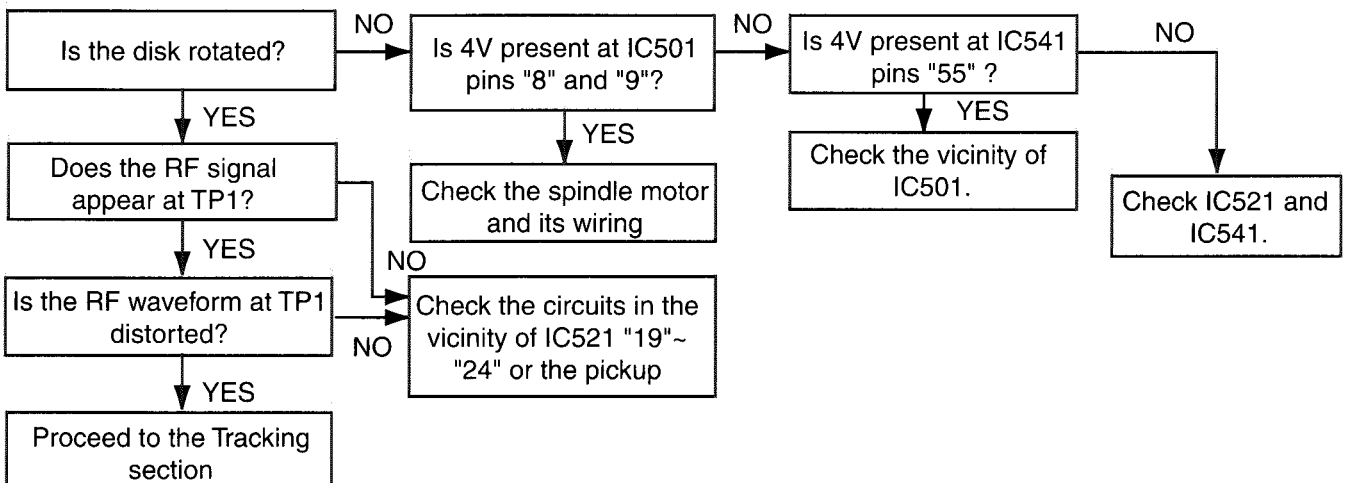 Is the disk rotated?
NO
Is 4V present at IC501
pins "8" and "9"?
NO
Is 4V present at IC541
pins "55" ?
NO
YES
YES
YES
Does the RF signal
appear at TP1?
Check the spindle motor
and its wiring
Check the vicinity of
IC501.
Check IC521 and
IC541.
YES
NO
Is the RF waveform at TP1
distorted?
NO
Check the circuits in the
vicinity of IC521 "19"~
"24" or the pickup
YES
Proceed to the Tracking
section